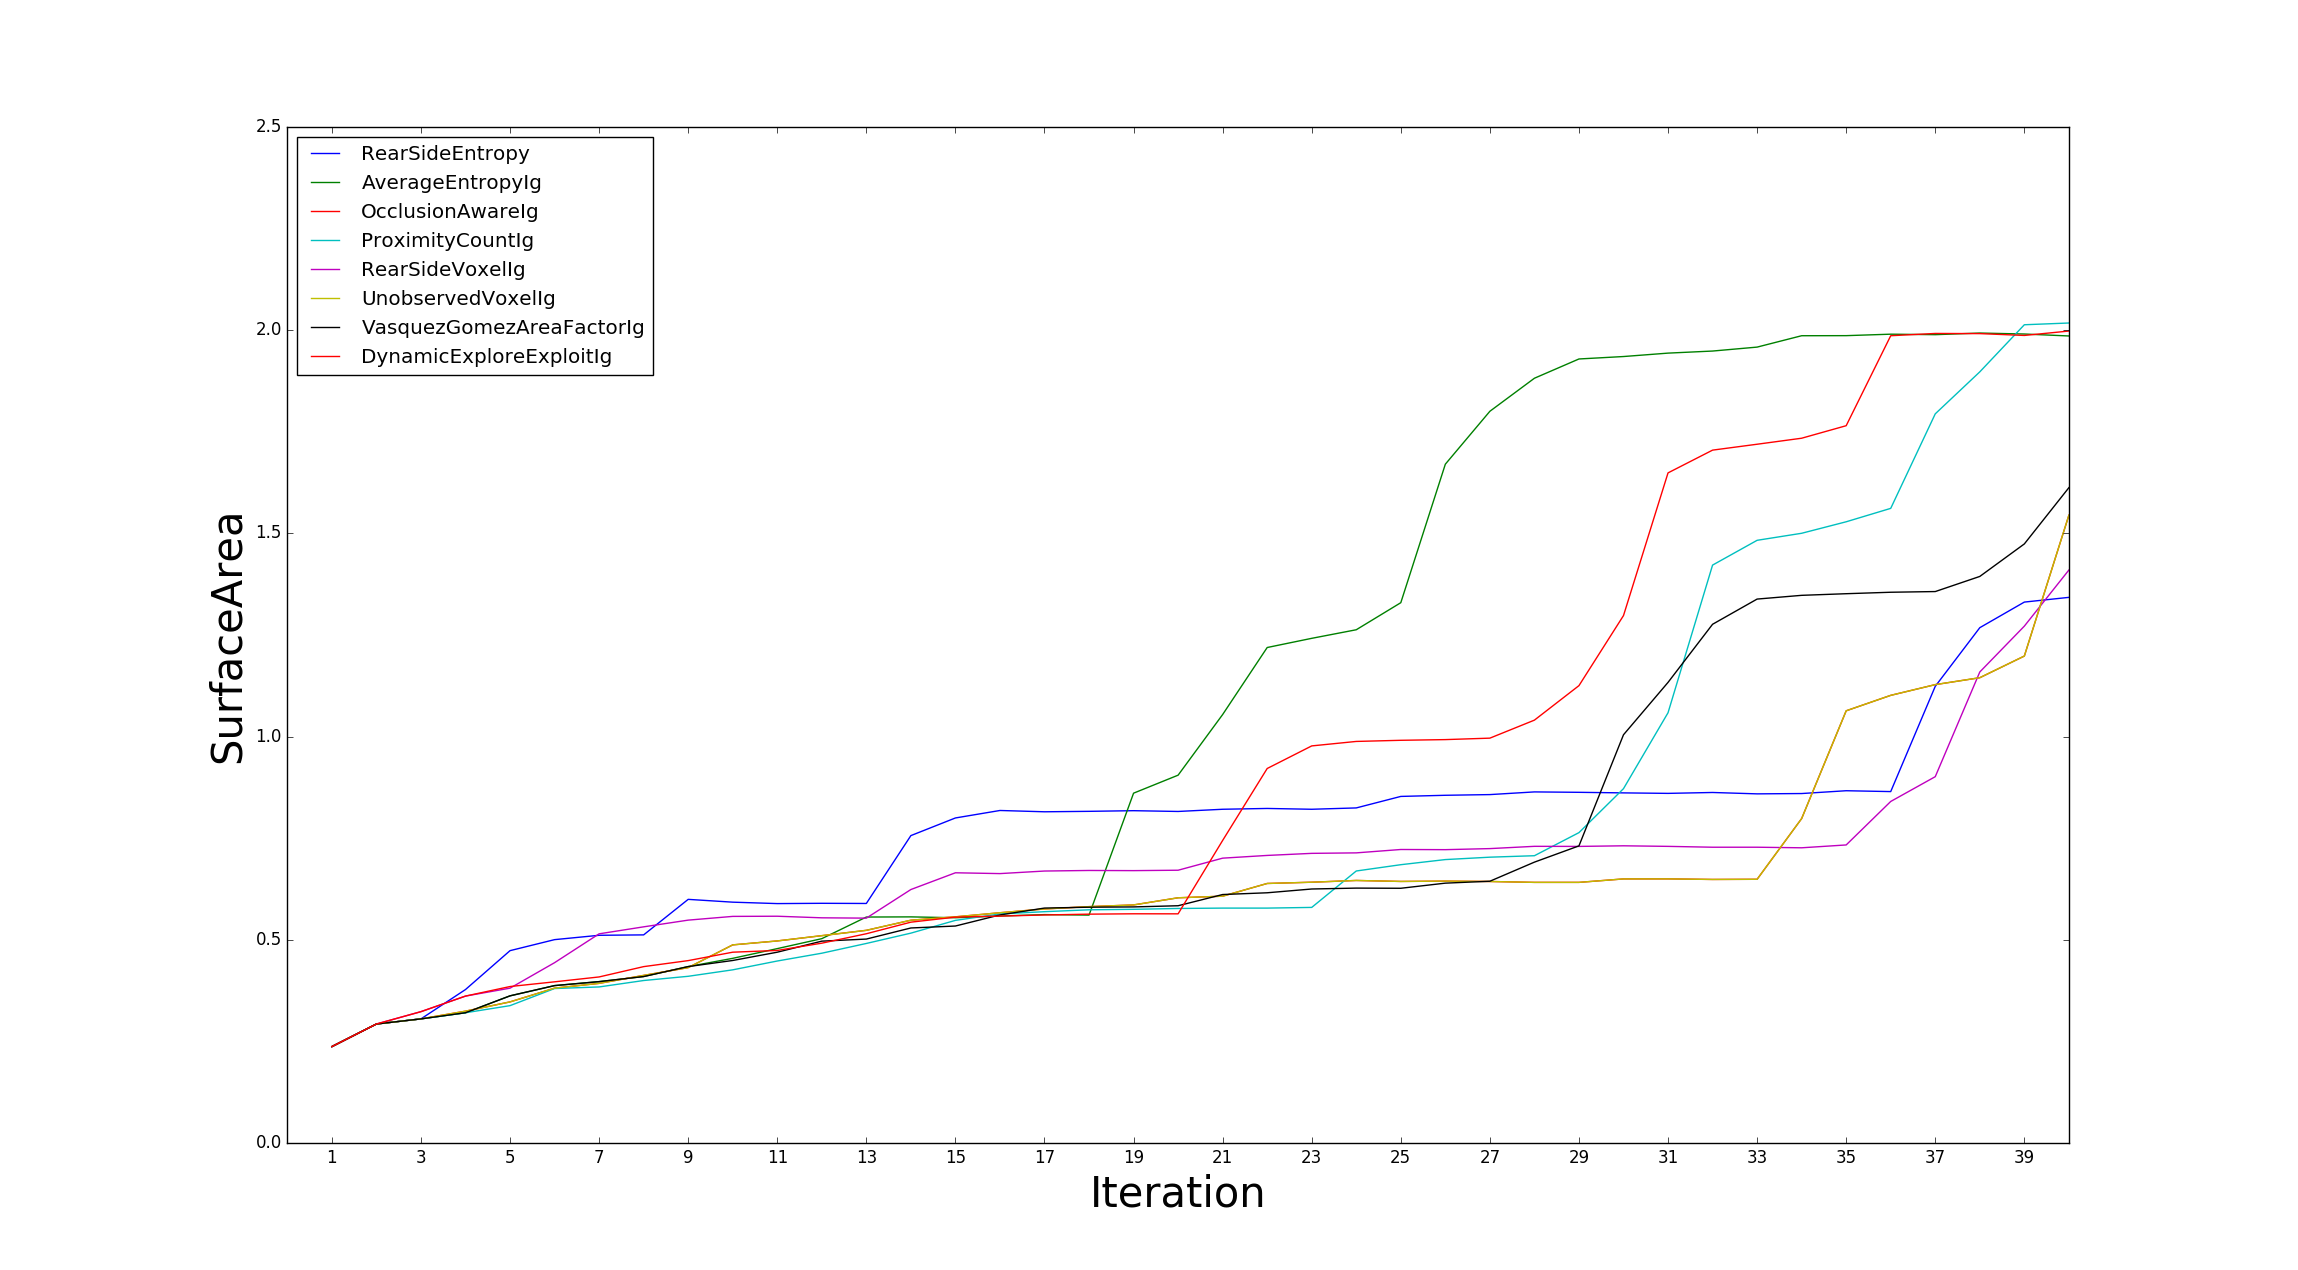 2.5
2.0
1.5
1.0
0.5
0.0
SurfaceArea
RearSideEntropy
AverageEntropyIg
OcclusionAwareIg
ProximityCountIg
RearSideVoxelIg
UnobservedVoxelIg
VasquezGomezAreaFactorIg
DynamicExploreExploitIg
1 3 5 7 9 11 13 15 17 19 21 23 25 27 29 31 33 35 37 39
Iteration